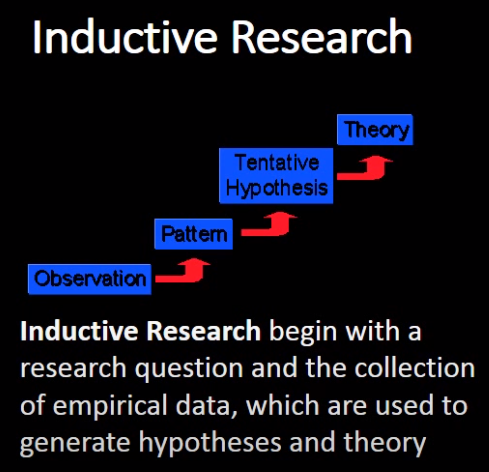 Inductive Research
Theory
Tentative
Hypothesis
Pattern
Observation
Inductive Research begin with a
research question and the collection
of empirical data, which are used to
generate hypotheses and theory